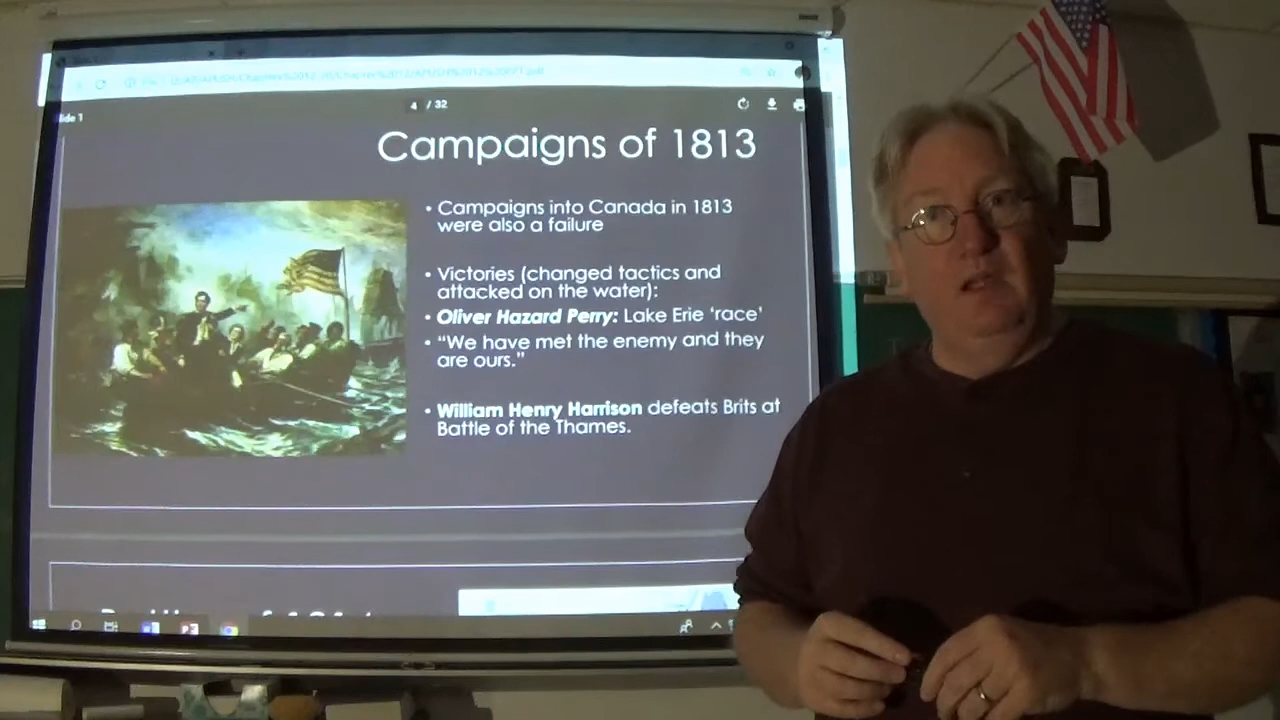 4 / 32
lide 1
Campaigns of 1813
• Campaigns into Canada in 1813
were also a failure
• Victories (changed tactics and
attacked on the water):
• Oliver Hazard Perry: Lake Erie ‘race’
• “We have met the enemy and they
are ours.”
• William Henry Harrison defeats Brits at
Battle of the Thames.